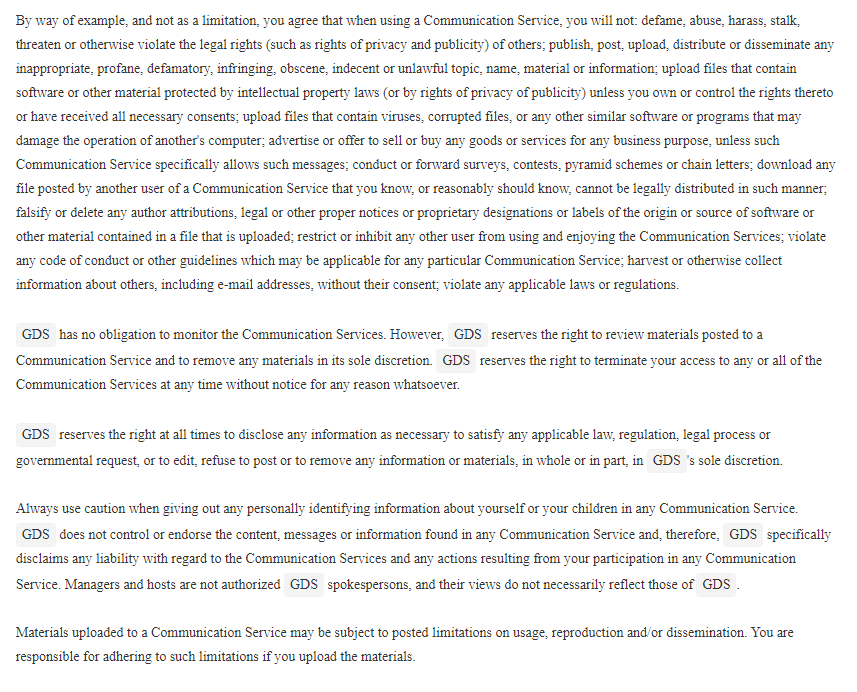 By way of example, and not as a limitation, you agree that when using a Communication Service, you will not: defame, abuse, harass, stalk,
threaten or otherwise violate the legal rights (such as rights of privacy and publicity) of others; publish, post, upload, distribute or disseminate any
inappropriate, profane, defamatory, infringing, obscene, indecent or unlawful topic, name, material or information; upload files that contain
software or other material protected by intellectual property laws (or by rights of privacy of publicity) unless you own or control the rights thereto
or have received all necessary consents; upload files that contain viruses, corrupted files, or any other similar software or programs that may
damage the operation of another's computer; advertise or offer to sell or buy any goods or services for any business purpose, unless such
Communication Service specifically allows such messages; conduct or forward surveys, contests, pyramid schemes or chain letters; download any
file posted by another user of a Communication Service that you know, or reasonably should know, cannot be legally distributed in such manner;
falsify or delete any author attributions, legal or other proper notices or proprietary designations or labels of the origin or source of software or
other material contained in a file that is uploaded; restrict or inhibit any other user from using and enjoying the Communication Services; violate
any code of conduct or other guidelines which may be applicable for any particular Communication Service; harvest or otherwise collect
information about others, including e-mail addresses, without their consent; violate any applicable laws or regulations.
GDS has no obligation to monitor the Communication Services. However, GDS reserves the right to review materials posted to a
Communication Service and to remove any materials in its sole discretion. GDS reserves the right to terminate your access to any or all of the
Communication Services at any time without notice for any reason whatsoever.
GDS reserves the right at all times to disclose any information as necessary to satisfy any applicable law, regulation, legal process or
governmental request, or to edit, refuse to post or to remove any information or materials, in whole or in part, in GDS 's sole discretion.
Always use caution when giving out any personally identifying information about yourself or your children in any Communication Service.
GDS does not control or endorse the content, messages or information found in any Communication Service and, therefore, GDS specifically
disclaims any liability with regard to the Communication Services and any actions resulting from your participation in any Communication
Service. Managers and hosts are not authorized GDS spokespersons, and their views do not necessarily reflect those of GDS .
Materials uploaded to a Communication Service may be subject to posted limitations on usage, reproduction and/or dissemination. You are
responsible for adhering to such limitations if you upload the materials.